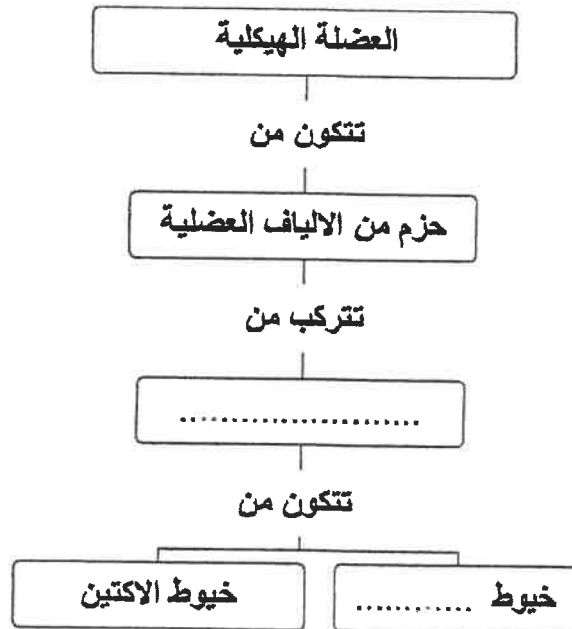 العضلة الهيكلية
تتكون من
حزم من الالياف العضلية
تتركب من
........................
تتكون من
خيوط ............
خيوط الاكتين